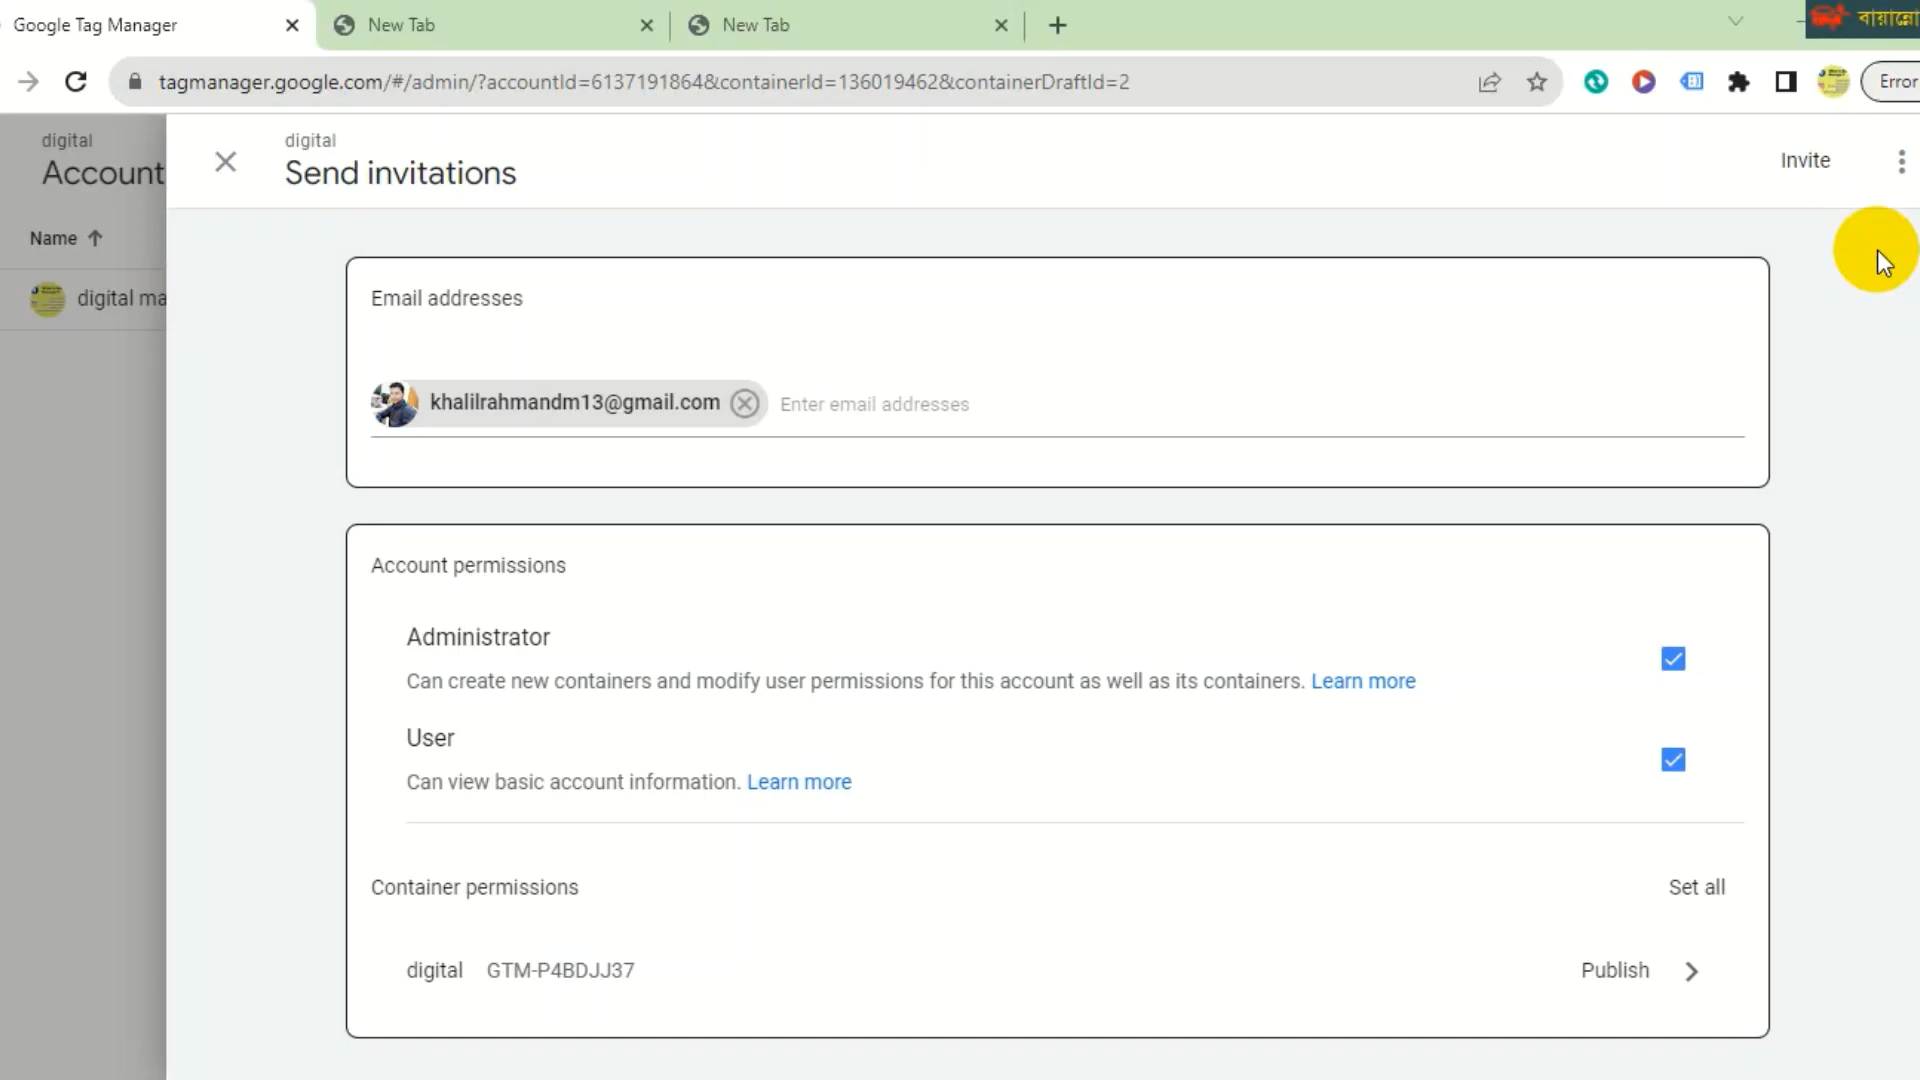 Google Tag Manager
New Tab
New Tab
বায়ান্নো
tagmanager.google.com/#/admin/?accountId=6137191864&containerId=136019462&containerDraftId=2
Error
digital
Account
Name
digital ma
digital
Send invitations
Invite
Email addresses
khalilrahmandm13@gmail.com
Enter email addresses
Account permissions
Administrator
Can create new containers and modify user permissions for this account as well as its containers. Learn more
User
Can view basic account information. Learn more
Container permissions
Set all
digital GTM-P4BDJJ37
Publish